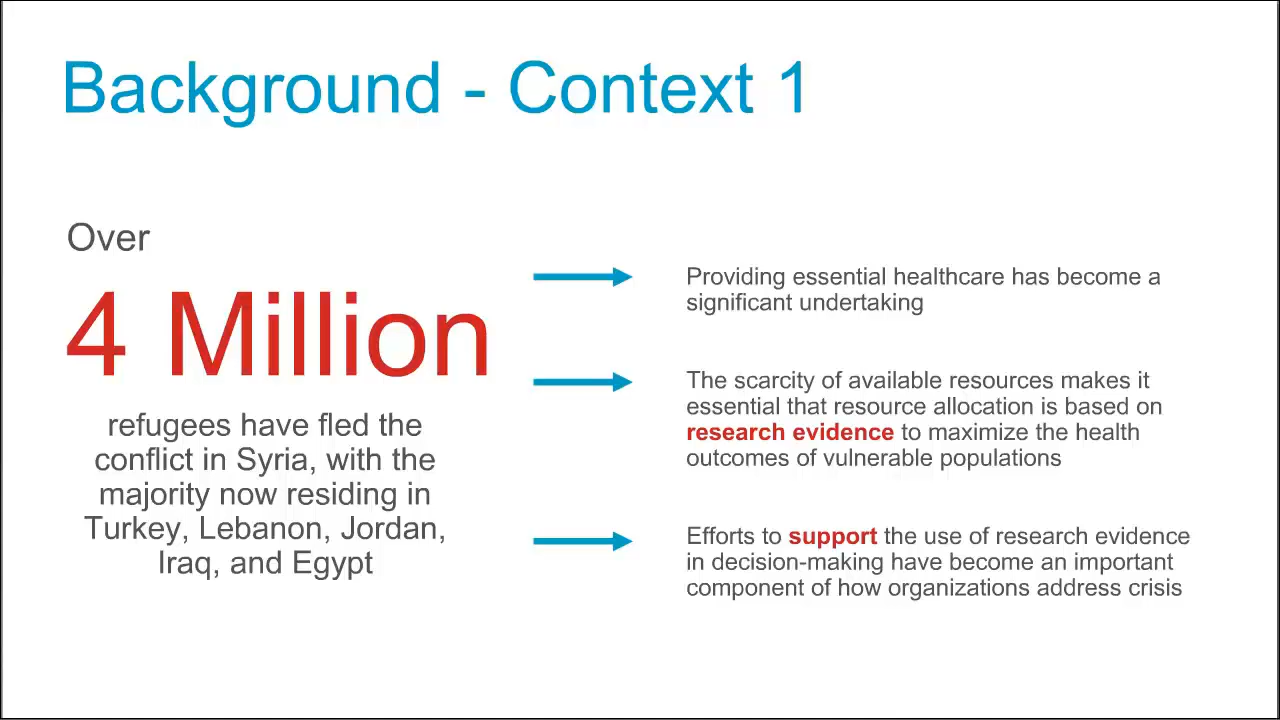 Background - Context 1
Over
4 Million
refugees have fled the
conflict in Syria, with the
majority now residing in
Turkey, Lebanon, Jordan,
Iraq, and Egypt
Providing essential healthcare has become a
significant undertaking
The scarcity of available resources makes it
essential that resource allocation is based on
research evidence to maximize the health
outcomes of vulnerable populations
Efforts to support the use of research evidence
in decision-making have become an important
component of how organizations address crisis